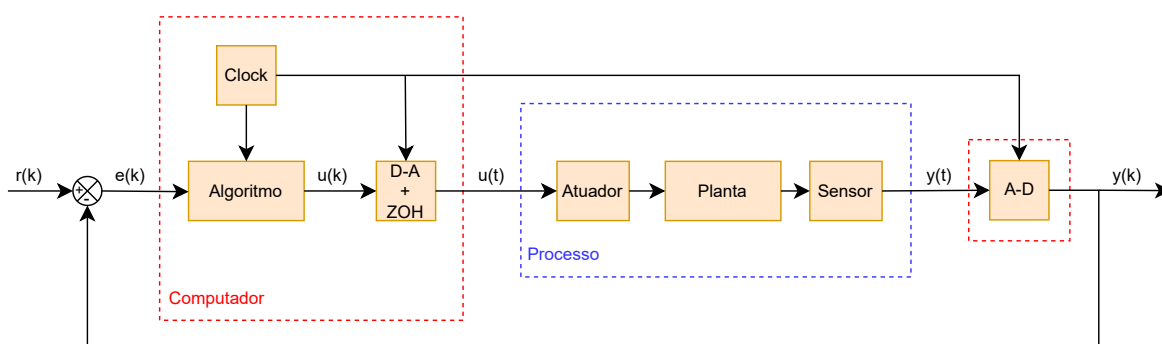 Clock
r(k)
+
-
e(k)
Algoritmo
u(k)
D-A
+
ZOH
u(t)
Atuador
Planta
Sensor
y(t)
A-D
y(k)
Processo
Computador